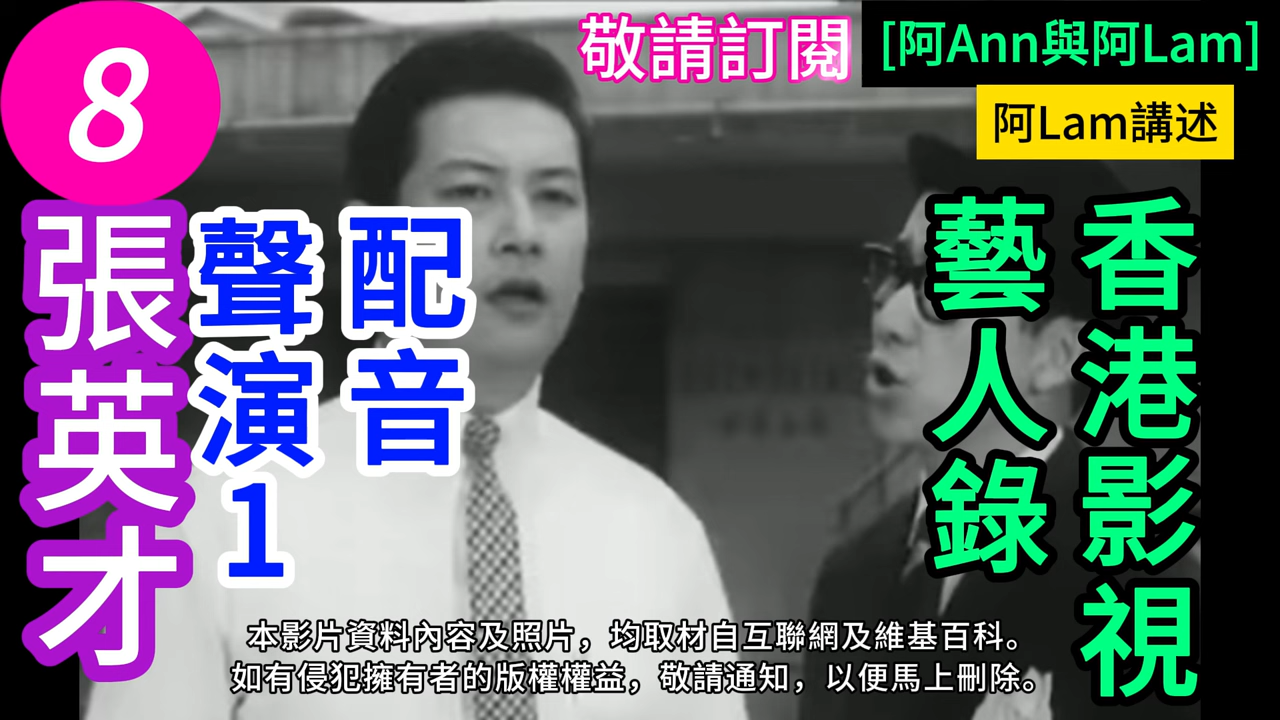 8
敬請訂閱
[阿Ann與阿Lam]
阿Lam講述
香港影視
藝人錄
配音
聲演1
張英才
本影片資料內容及照片，均取材自互聯網及維基百科。
如有侵犯擁有者的版權權益，敬請通知，以便馬上刪除。